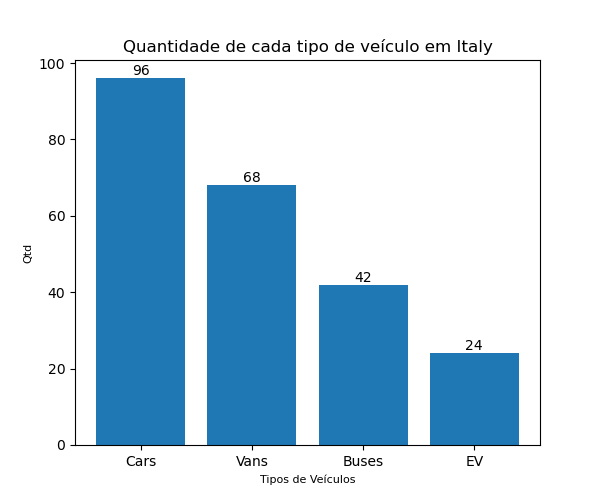 Quantidade de cada tipo de veículo em Italy
100
80
60
40
20
0
Qtd
96
68
42
24
Cars Vans Buses EV
Tipos de Veículos